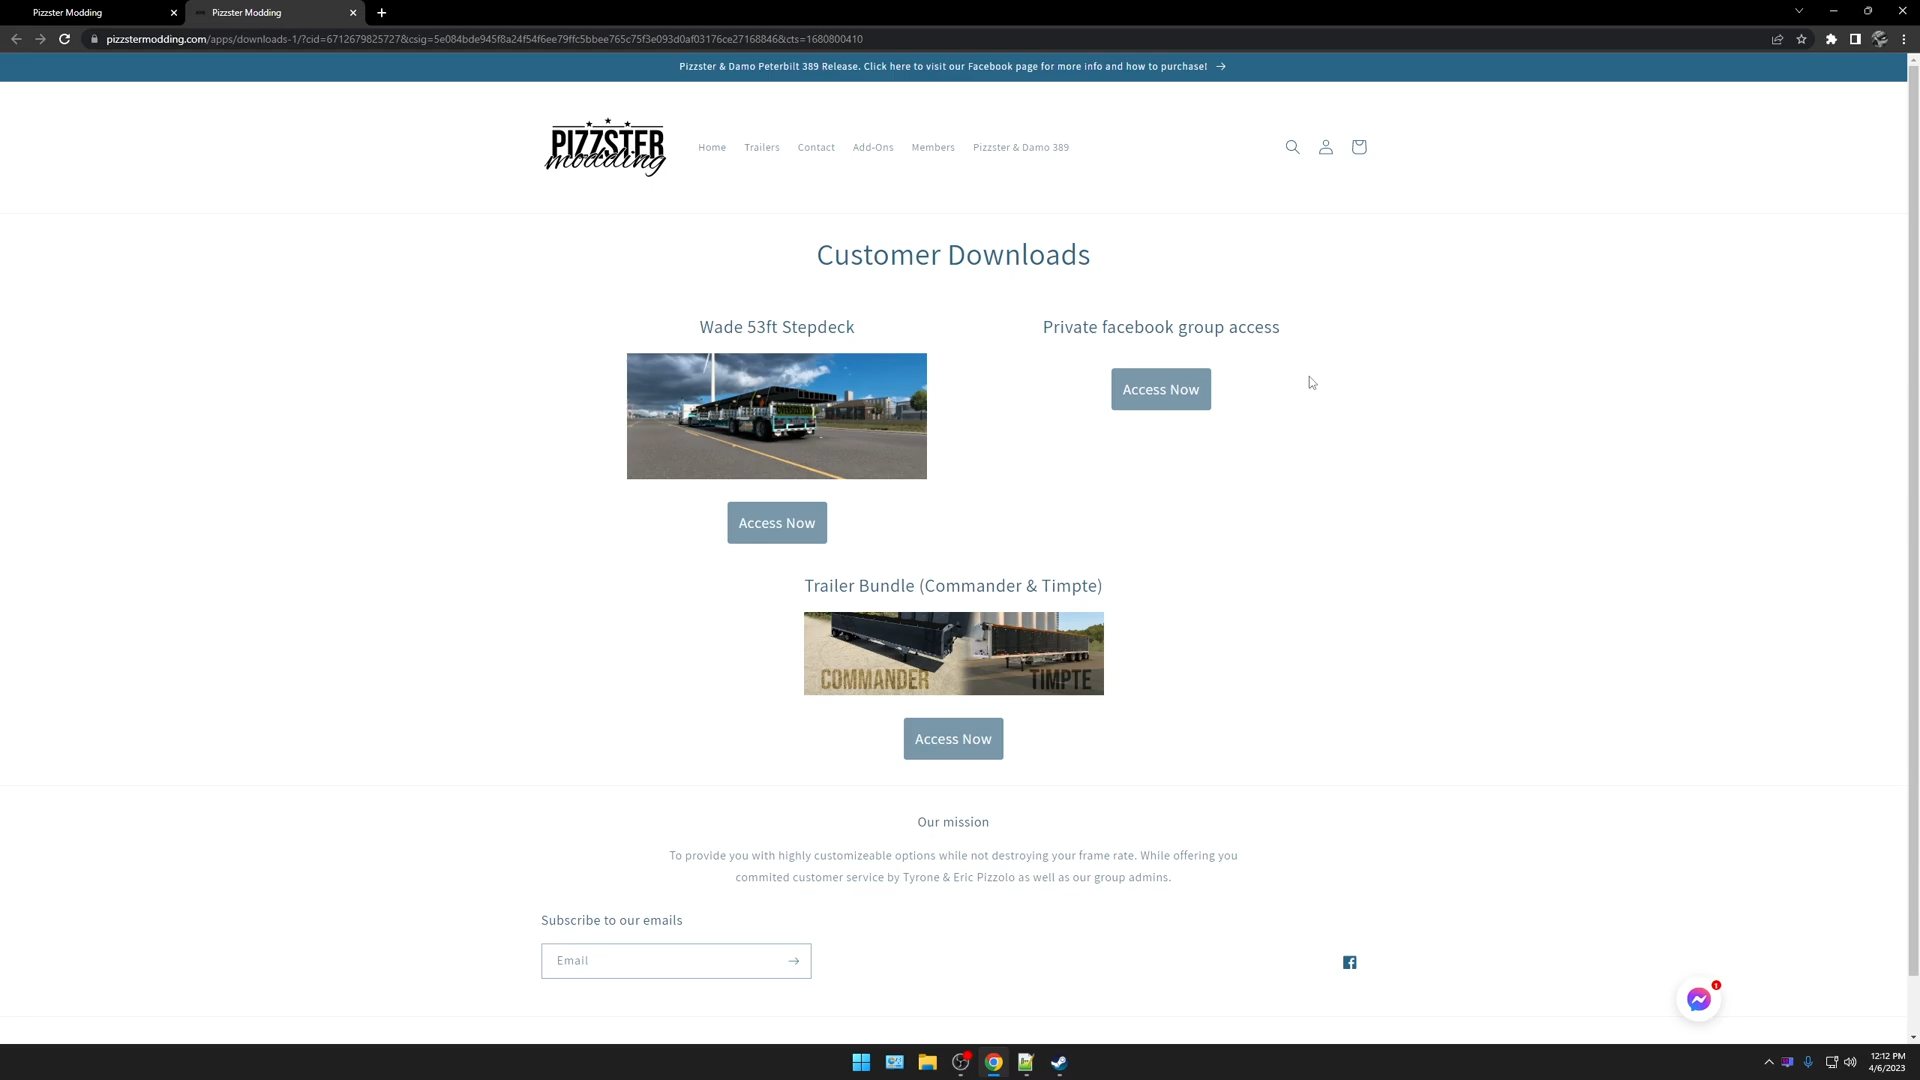 Pizzster Modding
Pizzster Modding
pizzstermodding.com/apps/downloads-1/?cid=6712679825727&csig=5e084bde945f8a24f54f6ee79ffc5bbee765c75f3e093d0af03176ce27168846&cts=1680800410
Pizzster & Damo Peterbilt 389 Release. Click here to visit our Facebook page for more info and how to purchase! →
PIZZSTER
modding
Home
Trailers
Contact
Add-Ons
Members
Pizzster & Damo 389
Customer Downloads
Wade 53ft Stepdeck
Private facebook group access
OVERSIZE LOAD
Access Now
Access Now
Trailer Bundle (Commander & Timpte)
COMMANDER
TIMPTE
Access Now
Our mission
To provide you with highly customizeable options while not destroying your frame rate. While offering you
commited customer service by Tyrone & Eric Pizzolo as well as our group admins.
Subscribe to our emails
Email
1
12:12 PM
4/6/2023